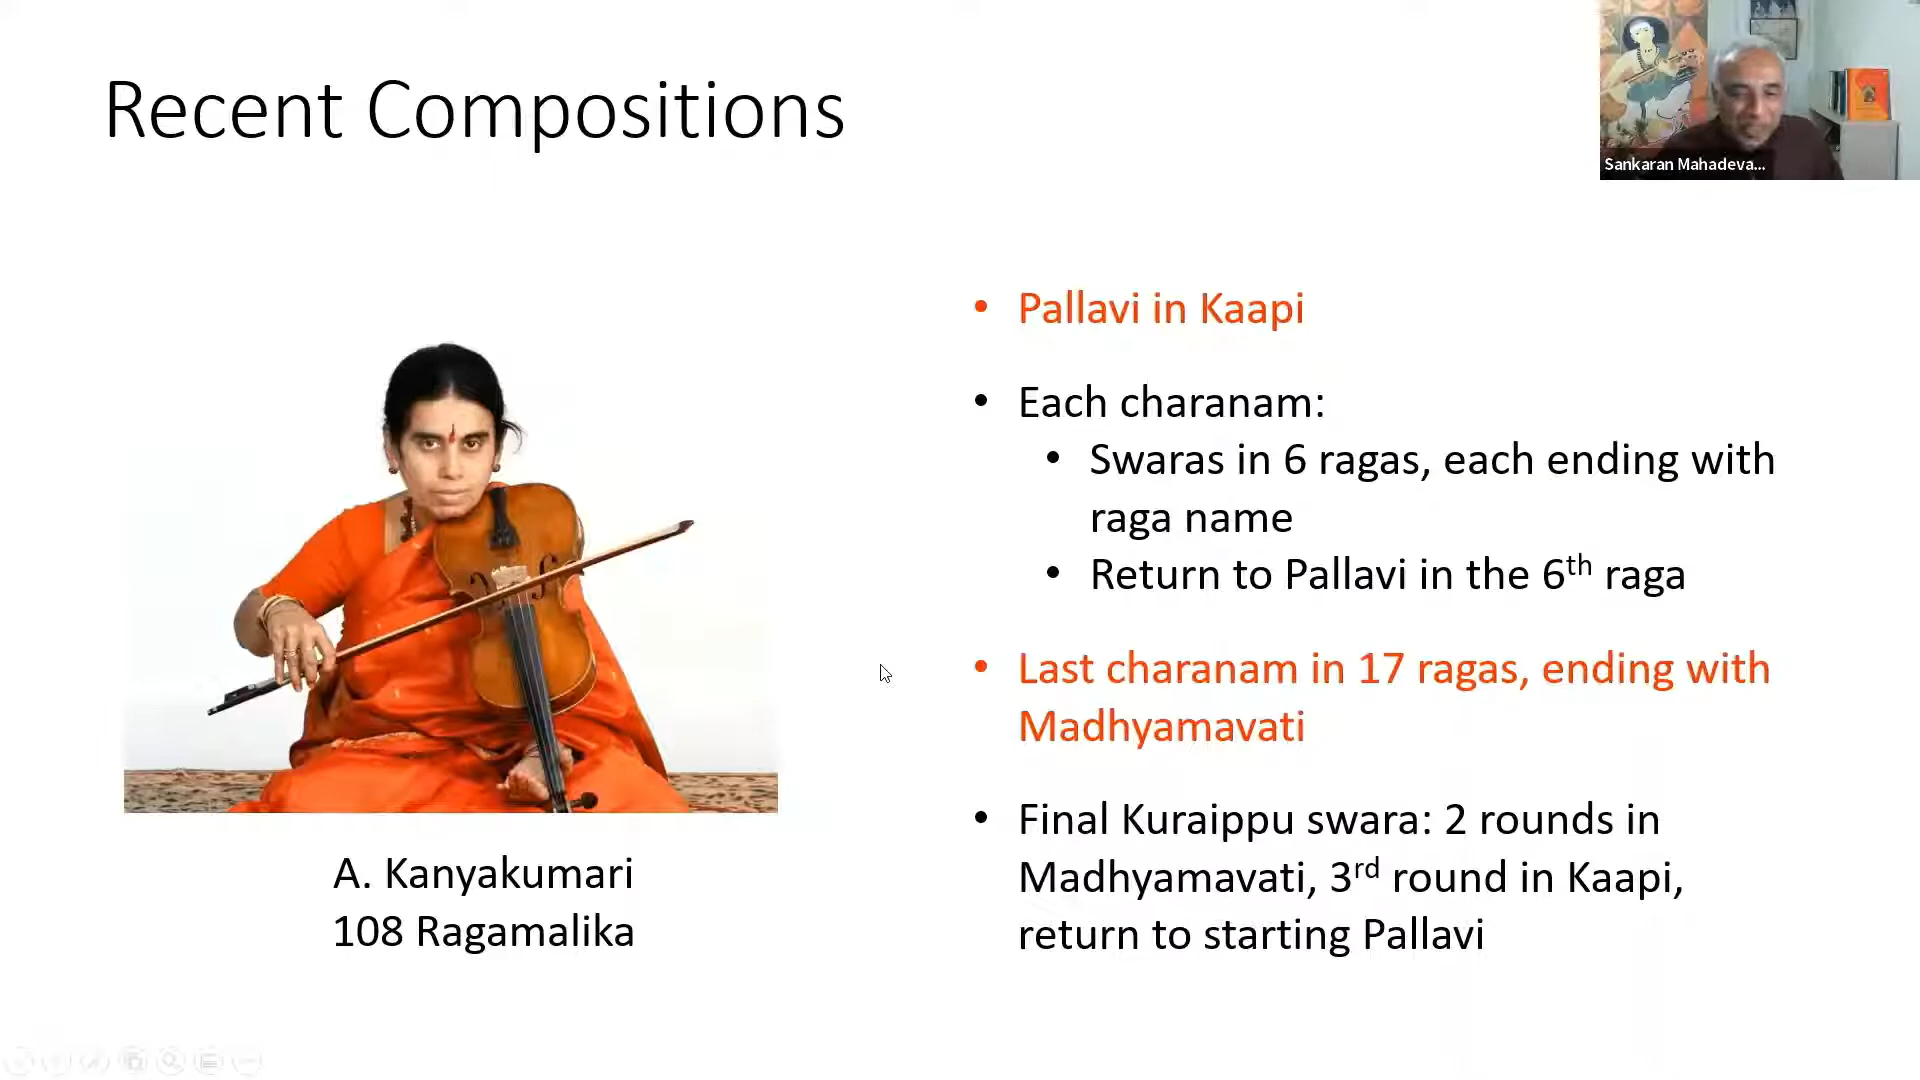 Recent Compositions
Sankaran Mahadeva...
• Pallavi in Kaapi
• Each charanam:
• Swaras in 6 ragas, each ending with
raga name
• Return to Pallavi in the 6th raga
• Last charanam in 17 ragas, ending with
Madhyamavati
• Final Kuraippu swara: 2 rounds in
Madhyamavati, 3rd round in Kaapi,
return to starting Pallavi
A. Kanyakumari
108 Ragamalika